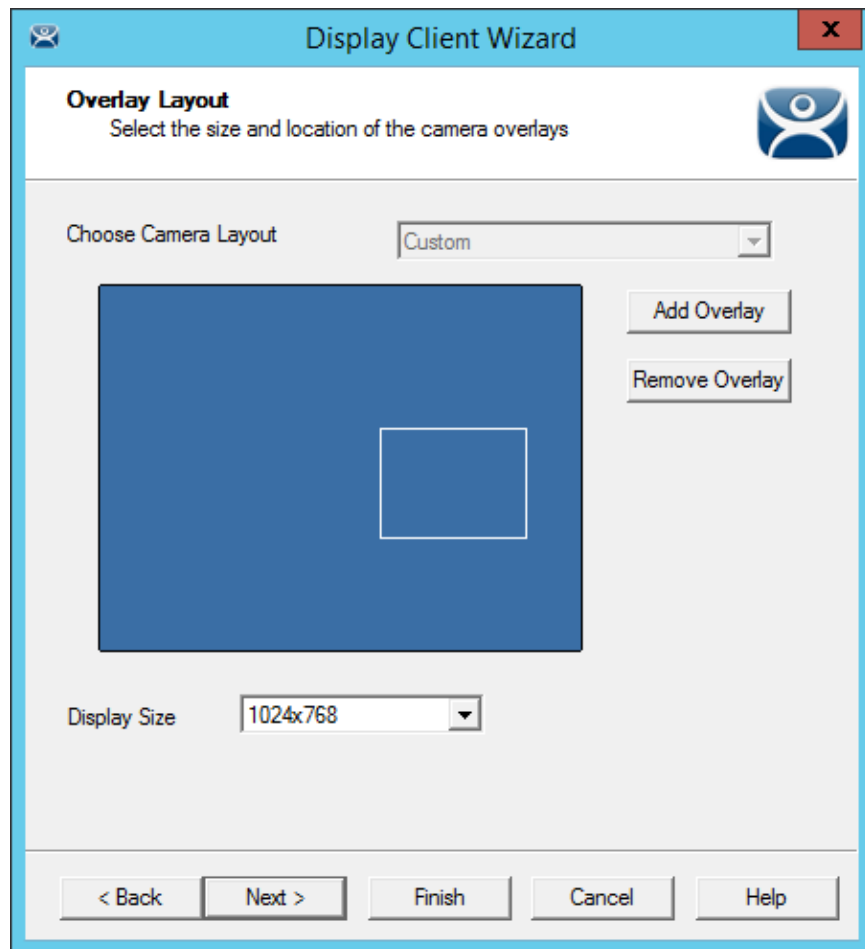 Display Client Wizard
x
Overlay Layout
Select the size and location of the camera overlays
Choose Camera Layout
Custom
Add Overlay
Remove Overlay
Display Size
1024x768
< Back
Next >
Finish
Cancel
Help